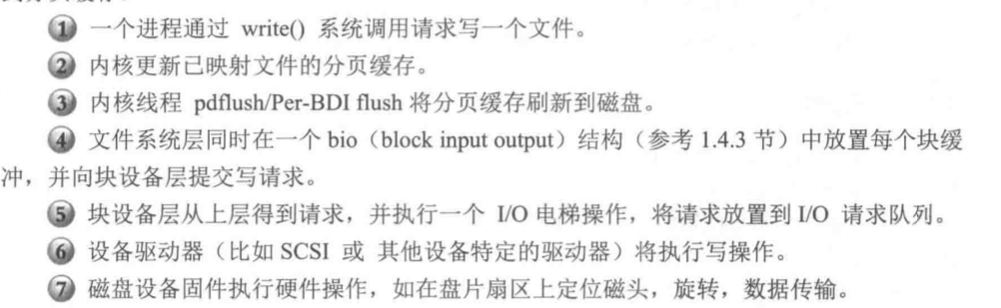 ① 一个进程通过 write() 系统调用请求写一个文件。
② 内核更新已映射文件的分页缓存。
③ 内核线程 pdflush/Per-BDI flush 将分页缓存刷新到磁盘。
④ 文件系统层同时在一个 bio（block input output）结构（参考 1.4.3 节）中放置每个块缓
冲，并向块设备层提交写请求。
⑤ 块设备层从上层得到请求，并执行一个 I/O 电梯操作，将请求放置到 I/O 请求队列。
⑥ 设备驱动器（比如 SCSI 或 其他设备特定的驱动器）将执行写操作。
⑦ 磁盘设备固件执行硬件操作，如在盘片扇区上定位磁头，旋转，数据传输。